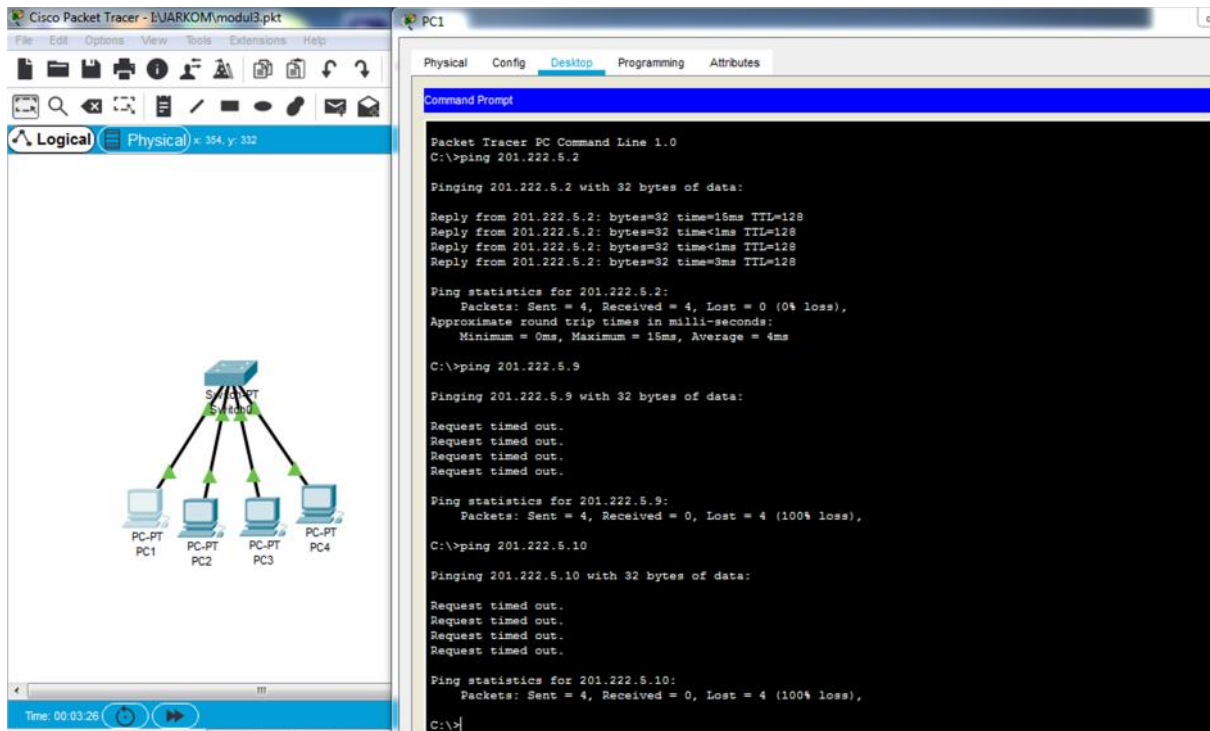 Cisco Packet Tracer - I:\JARKOM\modul3.pkt
File Edit Options View Tools Extensions Help
Logical Physical x: 354, y: 332
Switch-PT
Switch0
PC-PT
PC1
PC-PT
PC2
PC-PT
PC3
PC-PT
PC4
Time: 00:03:26
PC1
Physical Config Desktop Programming Attributes
Command Prompt
Packet Tracer PC Command Line 1.0
C:\>ping 201.222.5.2
Pinging 201.222.5.2 with 32 bytes of data:
Reply from 201.222.5.2: bytes=32 time=15ms TTL=128
Reply from 201.222.5.2: bytes=32 time<1ms TTL=128
Reply from 201.222.5.2: bytes=32 time<1ms TTL=128
Reply from 201.222.5.2: bytes=32 time=3ms TTL=128
Ping statistics for 201.222.5.2:
Packets: Sent = 4, Received = 4, Lost = 0 (0% loss),
Approximate round trip times in milli-seconds:
Minimum = 0ms, Maximum = 15ms, Average = 4ms
C:\>ping 201.222.5.9
Pinging 201.222.5.9 with 32 bytes of data:
Request timed out.
Request timed out.
Request timed out.
Request timed out.
Ping statistics for 201.222.5.9:
Packets: Sent = 4, Received = 0, Lost = 4 (100% loss),
C:\>ping 201.222.5.10
Pinging 201.222.5.10 with 32 bytes of data:
Request timed out.
Request timed out.
Request timed out.
Request timed out.
Ping statistics for 201.222.5.10:
Packets: Sent = 4, Received = 0, Lost = 4 (100% loss),
C:\>